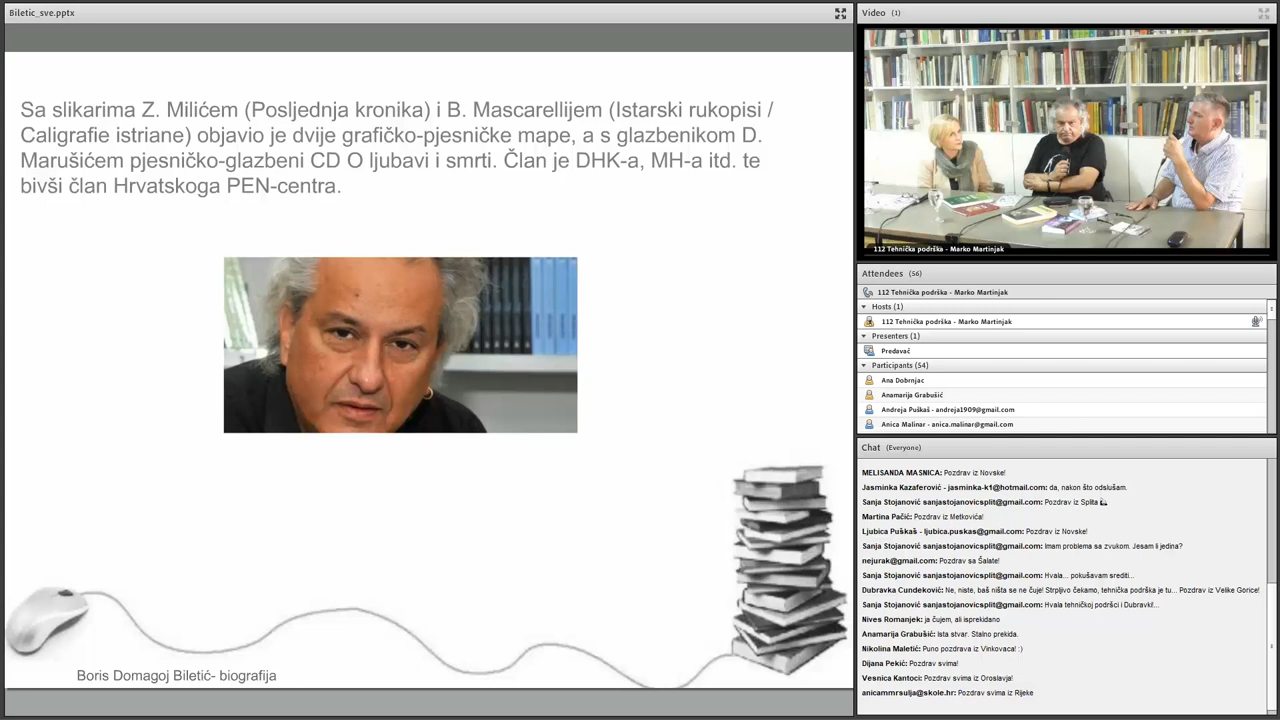 Biletic_sve.pptx
Sa slikarima Z. Milićem (Posljednja kronika) i B. Mascarellijem (Istarski rukopisi /
Caligrafie istriane) objavio je dvije grafičko-pjesničke mape, a s glazbenikom D.
Marušićem pjesničko-glazbeni CD O ljubavi i smrti. Član je DHK-a, MH-a itd. te
bivši član Hrvatskoga PEN-centra.
Boris Domagoj Biletić- biografija
Video (1)
112 Tehnička podrška - Marko Martinjak
Attendees (56)
112 Tehnička podrška - Marko Martinjak
Hosts (1)
112 Tehnička podrška - Marko Martinjak
Presenters (1)
Predavač
Participants (54)
Ana Dobrnjac
Anamarija Grabušić
Andreja Puškaš - andreja1909@gmail.com
Anica Malinar - anica.malinar@gmail.com
Chat (Everyone)
MELISANDA MASNICA: Pozdrav iz Novske!
Jasminka Kazaferović - jasminka-k1@hotmail.com: da, nakon što odslušam.
Sanja Stojanović sanjastojanovicsplit@gmail.com: Pozdrav iz Splita
Martina Pačić: Pozdrav iz Metkovića!
Ljubica Puškaš - ljubica.puskas@gmail.com: Pozdrav iz Novske!
Sanja Stojanović sanjastojanovicsplit@gmail.com: Imam problema sa zvukom. Jesam li jedina?
nejurak@gmail.com: Pozdrav sa Šalate!
Sanja Stojanović sanjastojanovicsplit@gmail.com: Hvala... pokušavam srediti...
Dubravka Cundeković: Ne, niste, baš ništa se ne čuje! Strpljivo čekamo, tehnička podrška je tu... Pozdrav iz Velike Gorice!
Sanja Stojanović sanjastojanovicsplit@gmail.com: Hvala tehničkoj podršci i Dubravki!...
Nives Romanjek: ja čujem, ali isprekidano
Anamarija Grabušić: Ista stvar. Stalno prekida.
Nikolina Maletić: Puno pozdrava iz Vinkovaca! :)
Dijana Pekić: Pozdrav svima!
Vesnica Kantoci: Pozdrav svima iz Oroslavja!
anicammrsulja@skole.hr: Pozdrav svima iz Rijeke